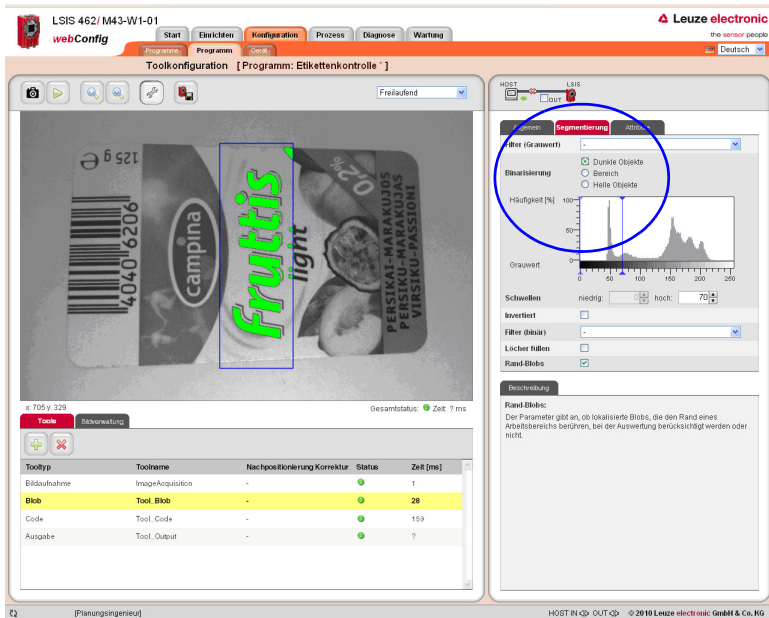 LSIS 462i M43-W1-01
webConfig
Start Einrichten Konfiguration Prozess Diagnose Wartung
Programme Programm Gerät
Leuze electronic
the sensor people
Deutsch
Toolkonfiguration [ Programm: Etikettenkontrolle * ]
Freilaufend
125 g
4040 6206
campina
fruttis
light
0,2%
PERSIKAI-MARAKUJOS
PERSIKU-MARAKUJAS
VIRSIKU-PASSIONI
x: 705 y: 329
Gesamtstatus: Zeit: ? ms
Tools Bildverwaltung
Tooltyp Toolname Nachpositionierung Korrektur Status Zeit [ms]
Bildaufnahme ImageAcquisition - 1
Blob Tool_Blob - 28
Code Tool_Code - 159
Ausgabe Tool_Output - ?
HOST LSIS
OUT
Allgemein Segmentierung Attribute
Filter (Grauwert) -
Binarisierung
Dunkle Objekte
Bereich
Helle Objekte
Häufigkeit [%]
100
50
0
Grauwert
0 50 100 150 200 250
Schwellen niedrig: 0 hoch: 70
Invertiert
Filter (binär) -
Löcher füllen
Rand-Blobs
Beschreibung
Rand-Blobs:
Der Parameter gibt an, ob lokalisierte Blobs, die den Rand eines
Arbeitsbereichs berühren, bei der Auswertung berücksichtigt werden oder
nicht.
[Planungsingenieur]
HOST IN OUT © 2010 Leuze electronic GmbH & Co. KG